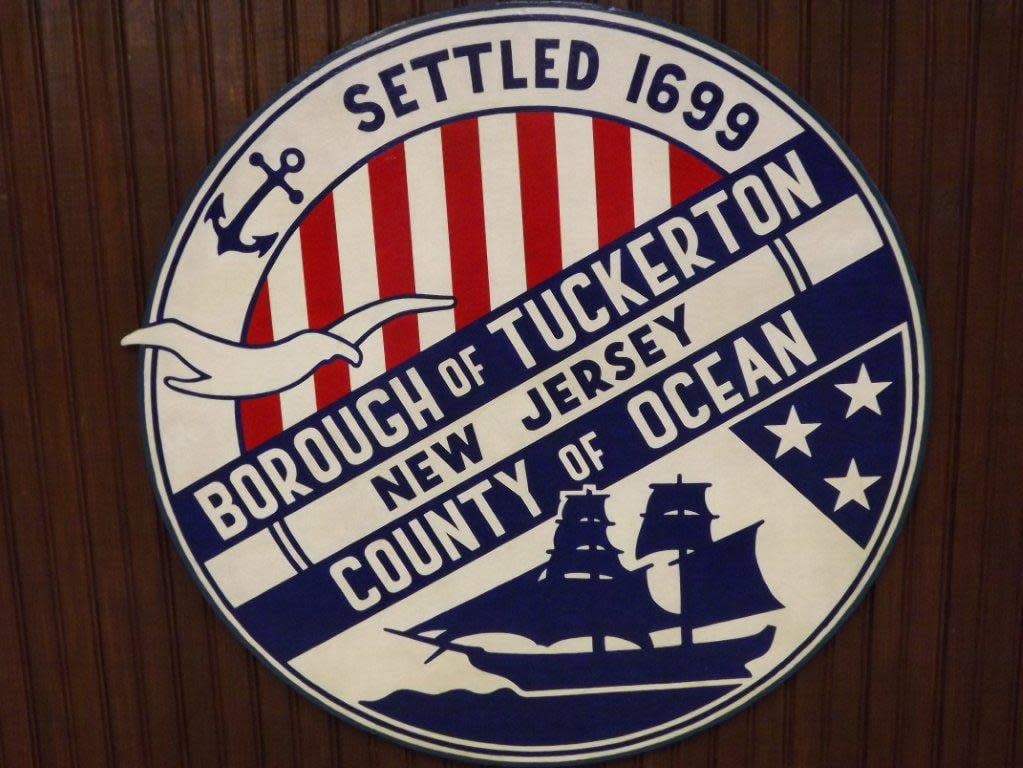 SETTLED 1699
BOROUGH OF TUCKERTON
NEW JERSEY
COUNTY OF OCEAN